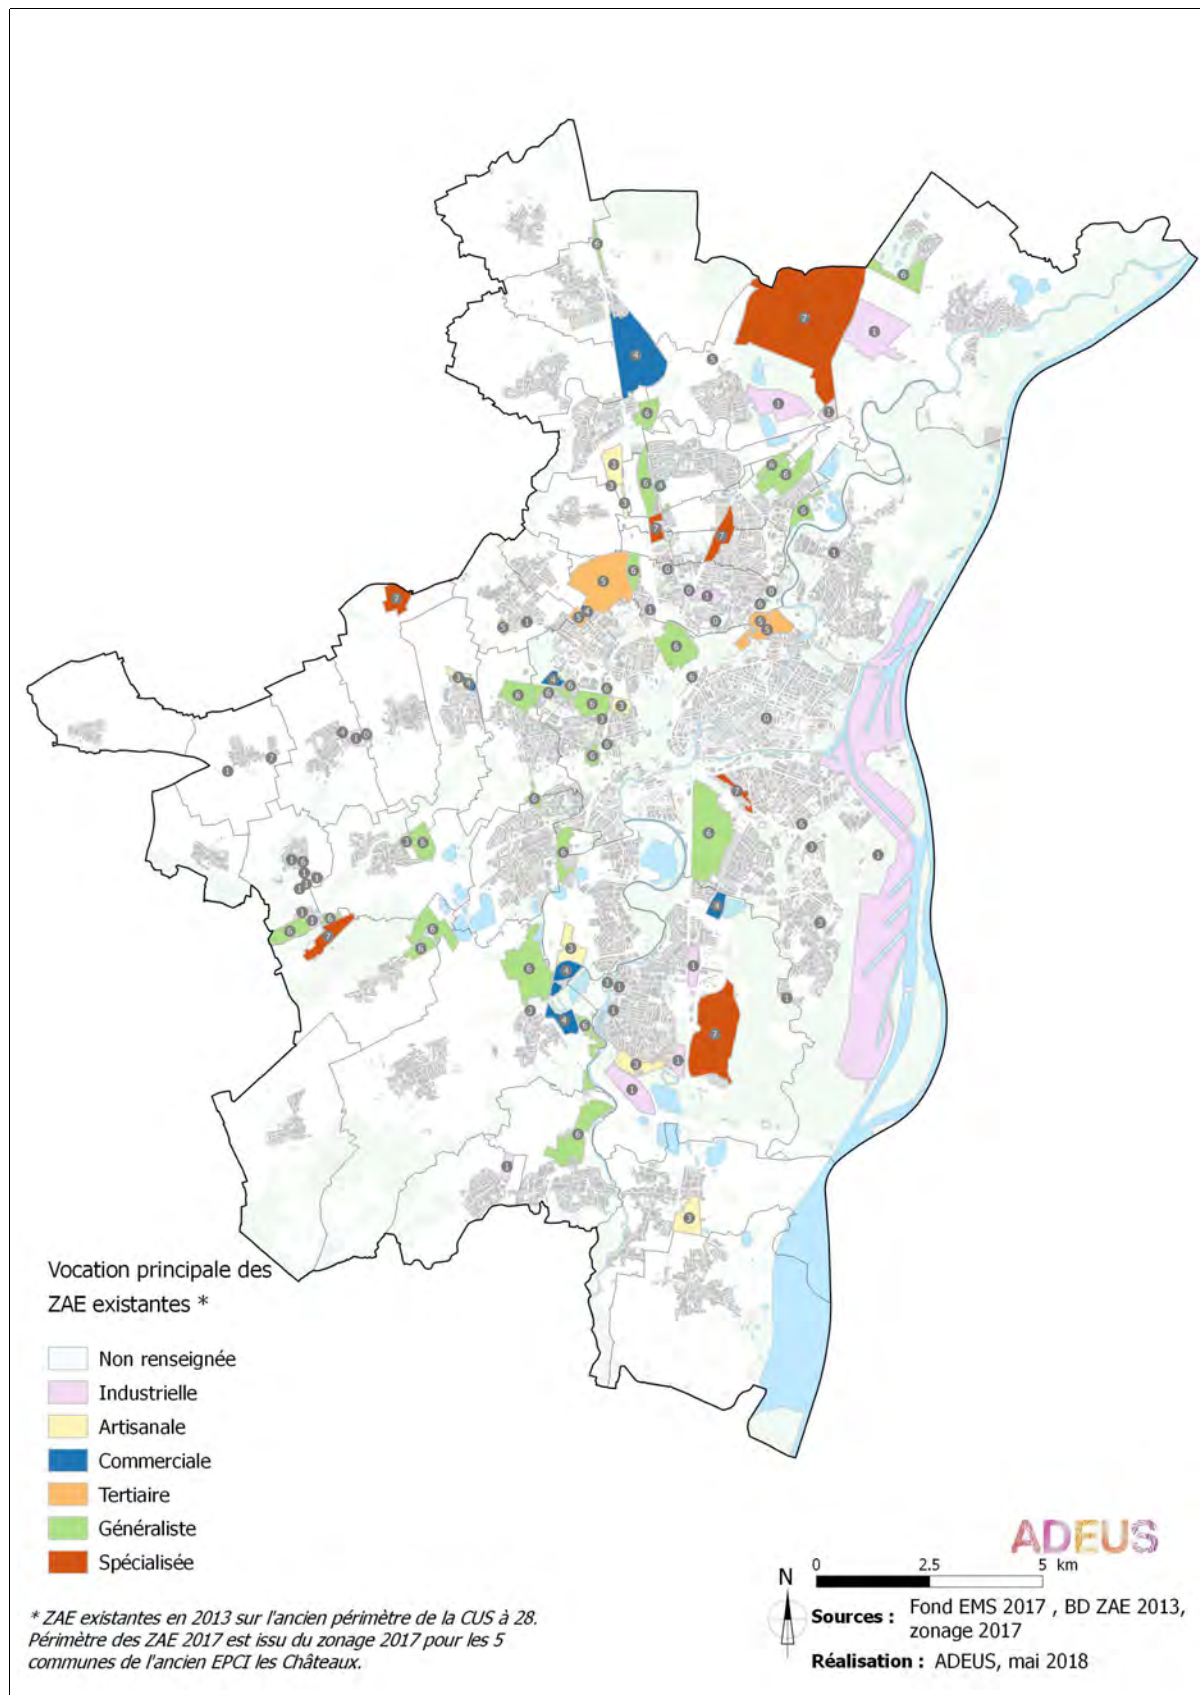 Vocation principale des
ZAE existantes *
Non renseignée
Industrielle
Artisanale
Commerciale
Tertiaire
Généraliste
Spécialisée
* ZAE existantes en 2013 sur l'ancien périmètre de la CUS à 28.
Périmètre des ZAE 2017 est issu du zonage 2017 pour les 5
communes de l'ancien EPCI les Châteaux.
ADEUS
0 2.5 5 km
N
Sources : Fond EMS 2017 , BD ZAE 2013,
zonage 2017
Réalisation : ADEUS, mai 2018